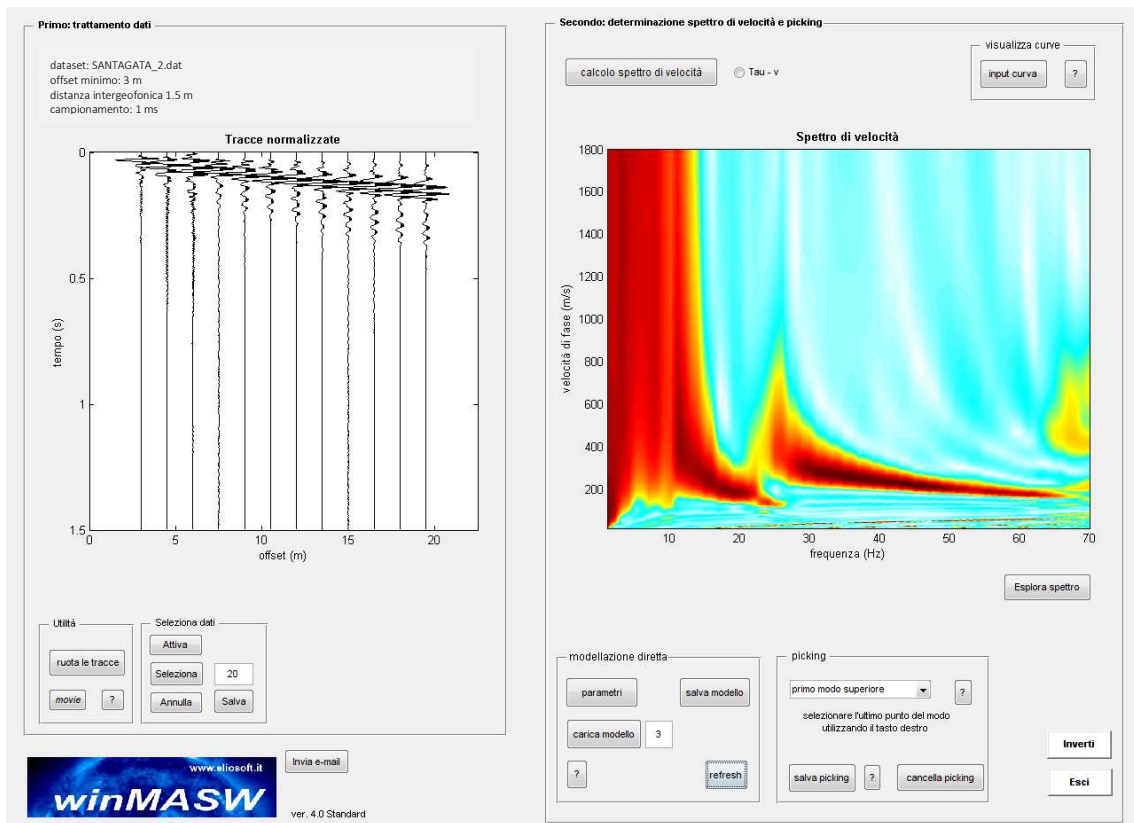 Primo: trattamento dati
dataset: SANTAGATA_2.dat
offset minimo: 3 m
distanza intergeofonica 1.5 m
campionamento: 1 ms
Tracce normalizzate
0
0.5
1
1.5
tempo (s)
0 5 10 15 20
offset (m)
Utilità
ruota le tracce
movie ?
Seleziona dati
Attiva
Seleziona 20
Annulla Salva
www.eliosoft.it
winMASW
Invia e-mail
ver. 4.0 Standard
Secondo: determinazione spettro di velocità e picking
calcolo spettro di velocità Tau - v
visualizza curve
input curva ?
Spettro di velocità
1800
1600
1400
1200
1000
800
600
400
200
velocità di fase (m/s)
10 20 30 40 50 60 70
frequenza (Hz)
Esplora spettro
modellazione diretta
parametri salva modello
carica modello 3
? refresh
picking
primo modo superiore ?
selezionare l'ultimo punto del modo
utilizzando il tasto destro
salva picking ? cancella picking
Inverti
Esci